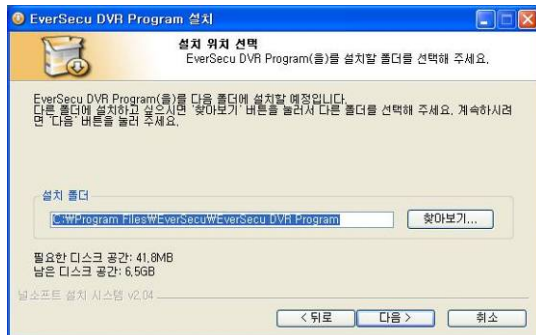 EverSecu DVR Program 설치
설치 위치 선택
EverSecu DVR Program(을)를 설치할 폴더를 선택해 주세요.
EverSecu DVR Program(을)를 다음 폴더에 설치할 예정입니다.
다른 폴더에 설치하고 싶으시면 '찾아보기' 버튼을 눌러서 다른 폴더를 선택해 주세요. 계속하시려
면 '다음' 버튼을 눌러 주세요.
설치 폴더
C:₩Program Files₩EverSecu₩EverSecu DVR Program
찾아보기...
필요한 디스크 공간: 41.8MB
남은 디스크 공간: 6.5GB
널소프트 설치 시스템 v2.04
< 뒤로
다음 >
취소